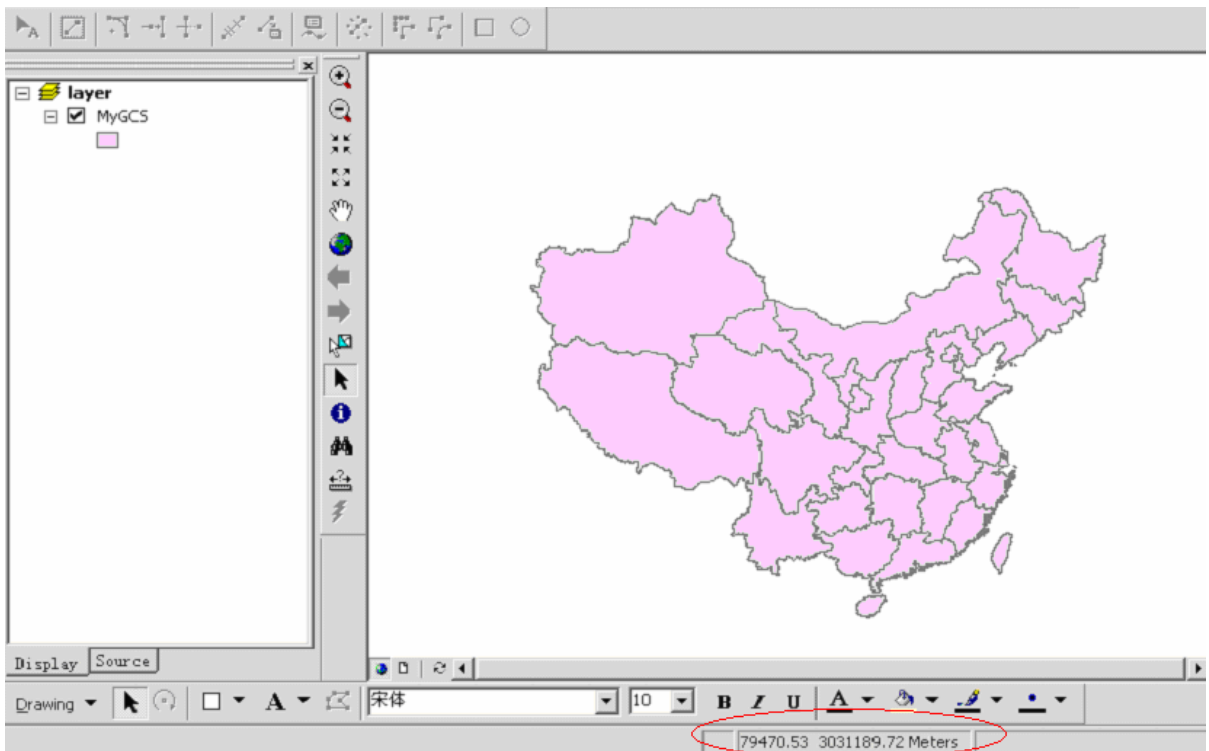 layer
MyGCS
Display Source
Drawing A 宋体 10 B I U A
79470.53 3031189.72 Meters